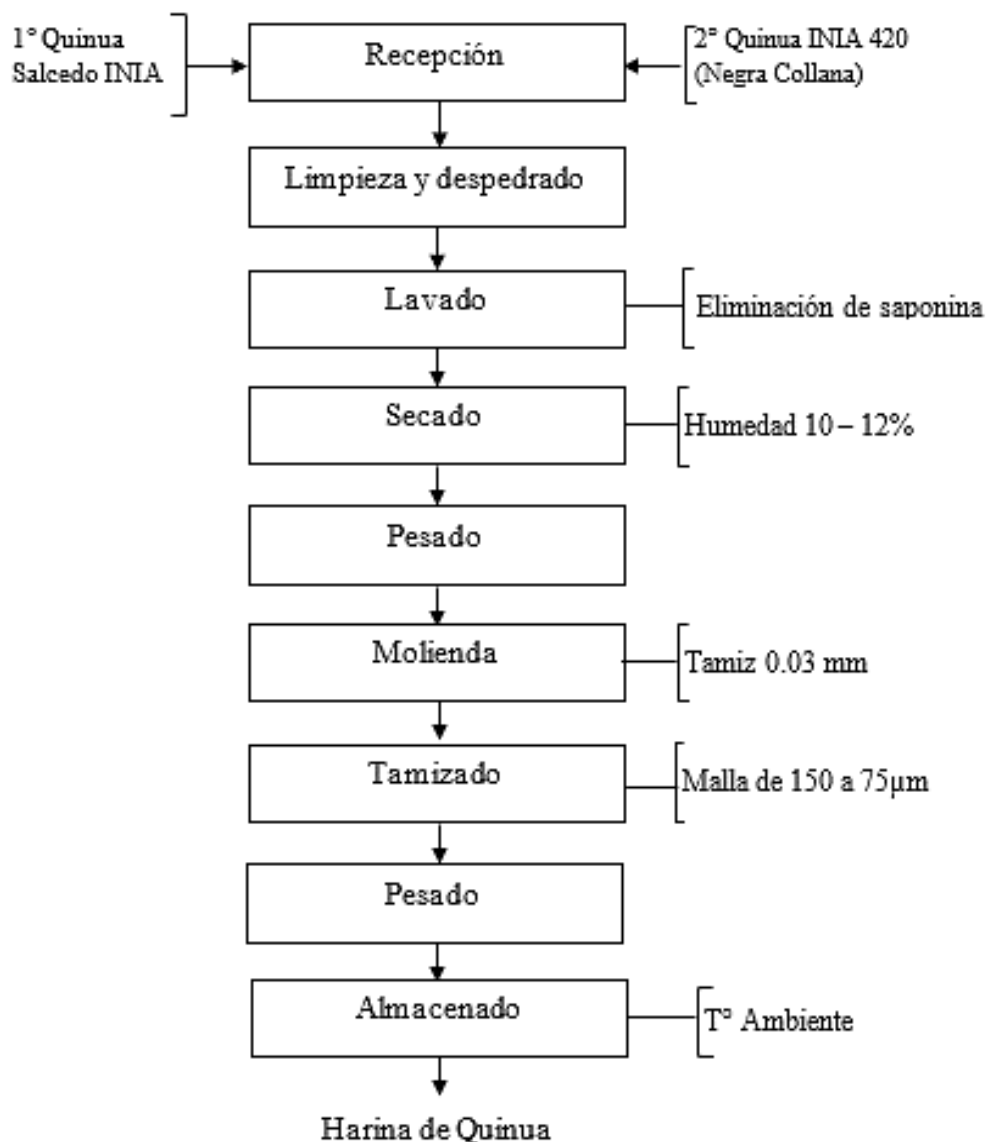 1° Quinua
Salcedo INIA
Recepción
2° Quinua INIA 420
(Negra Collana)
Limpieza y despedrado
Lavado
Eliminación de saponina
Secado
Humedad 10 – 12%
Pesado
Molienda
Tamiz 0.03 mm
Tamizado
Malla de 150 a 75µm
Pesado
Almacenado
T° Ambiente
Harina de Quinua